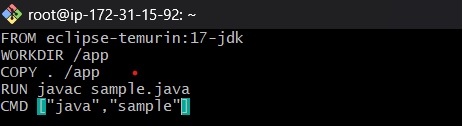 root@ip-172-31-15-92: ~
FROM eclipse-temurin:17-jdk
WORKDIR /app
COPY . /app
RUN javac sample.java
CMD ["java","sample"]